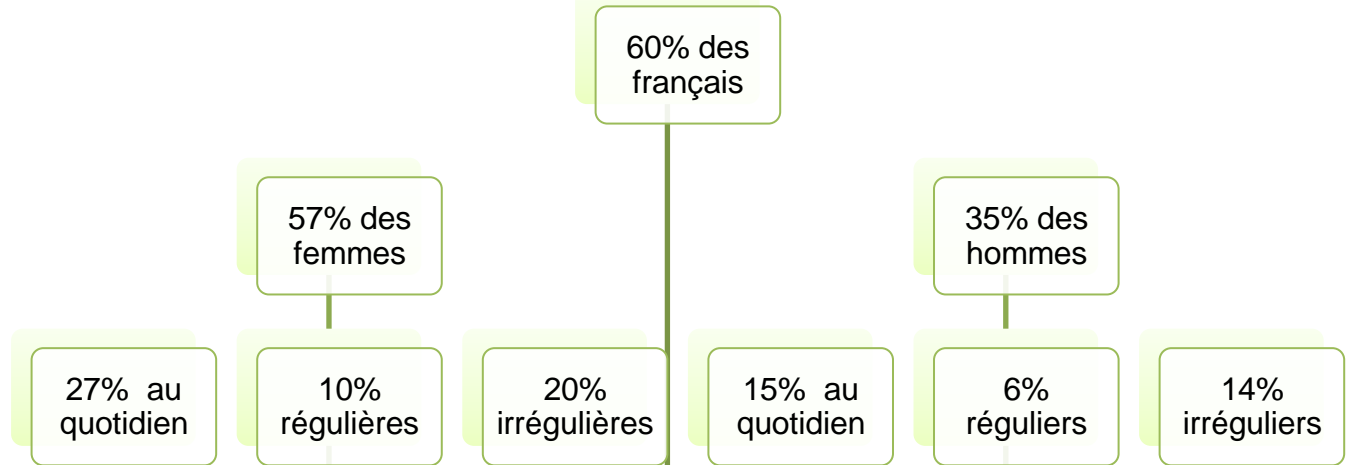 60% des
français
57% des
femmes
35% des
hommes
27% au
quotidien
10%
régulières
20%
irrégulières
15% au
quotidien
6%
réguliers
14%
irréguliers